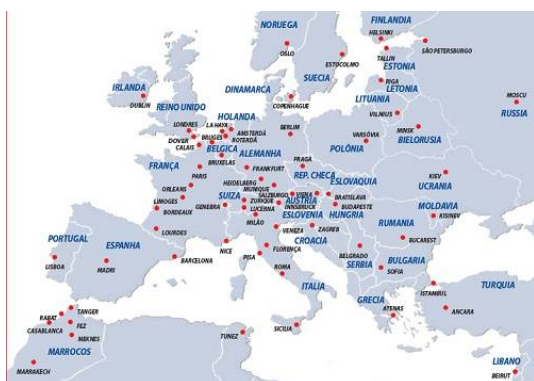 NORUEGA
FINLANDIA
HELSINKI
OSLO
ESTOCOLMO
TALLIN
SÃO PETERSBURGO
ESTONIA
SUECIA
RIGA
LETONIA
MOSCU
RUSSIA
IRLANDA
DUBLIN
DINAMARCA
COPENHAGUE
LITUANIA
VILNIUS
REINO UNIDO
HOLANDA
LONDRES
LA HAYA
AMSTERDÃ
ROTERDÃ
DOVER
BRUGES
CALAIS
BELGICA
BRUXELAS
BERLIM
VARSÓVIA
MINSK
BIELORUSIA
POLÔNIA
ALEMANHA
FRANÇA
PARIS
FRANKFURT
PRAGA
REP. CHECA
HEIDELBERG
ESLOVAQUIA
KIEV
UCRANIA
ORLEANS
MUNIQUE
SALZBURGO
VIENA
BRATISLAVA
SUIZA
ZURIQUE
AUSTRIA
INNSBRUCK
BUDAPESTE
LIMOGES
BORDEAUX
GENEBRA
LUCERNA
ESLOVENIA
HUNGRIA
MOLDAVIA
KISINEV
MILÃO
VENEZA
ZAGREB
RUMANIA
LOURDES
CROACIA
BELGRADO
BUCAREST
PORTUGAL
ESPANHA
NICE
PISA
FLORENÇA
SERBIA
BULGARIA
SOFIA
LISBOA
MADRI
BARCELONA
ROMA
ITALIA
ISTAMBUL
TURQUIA
GRECIA
ATENAS
ANCARA
TANGER
RABAT
CASABLANCA
FEZ
MEKNES
TUNEZ
SICILIA
MARROCOS
MARRAKECH
LIBANO
BEIRUT